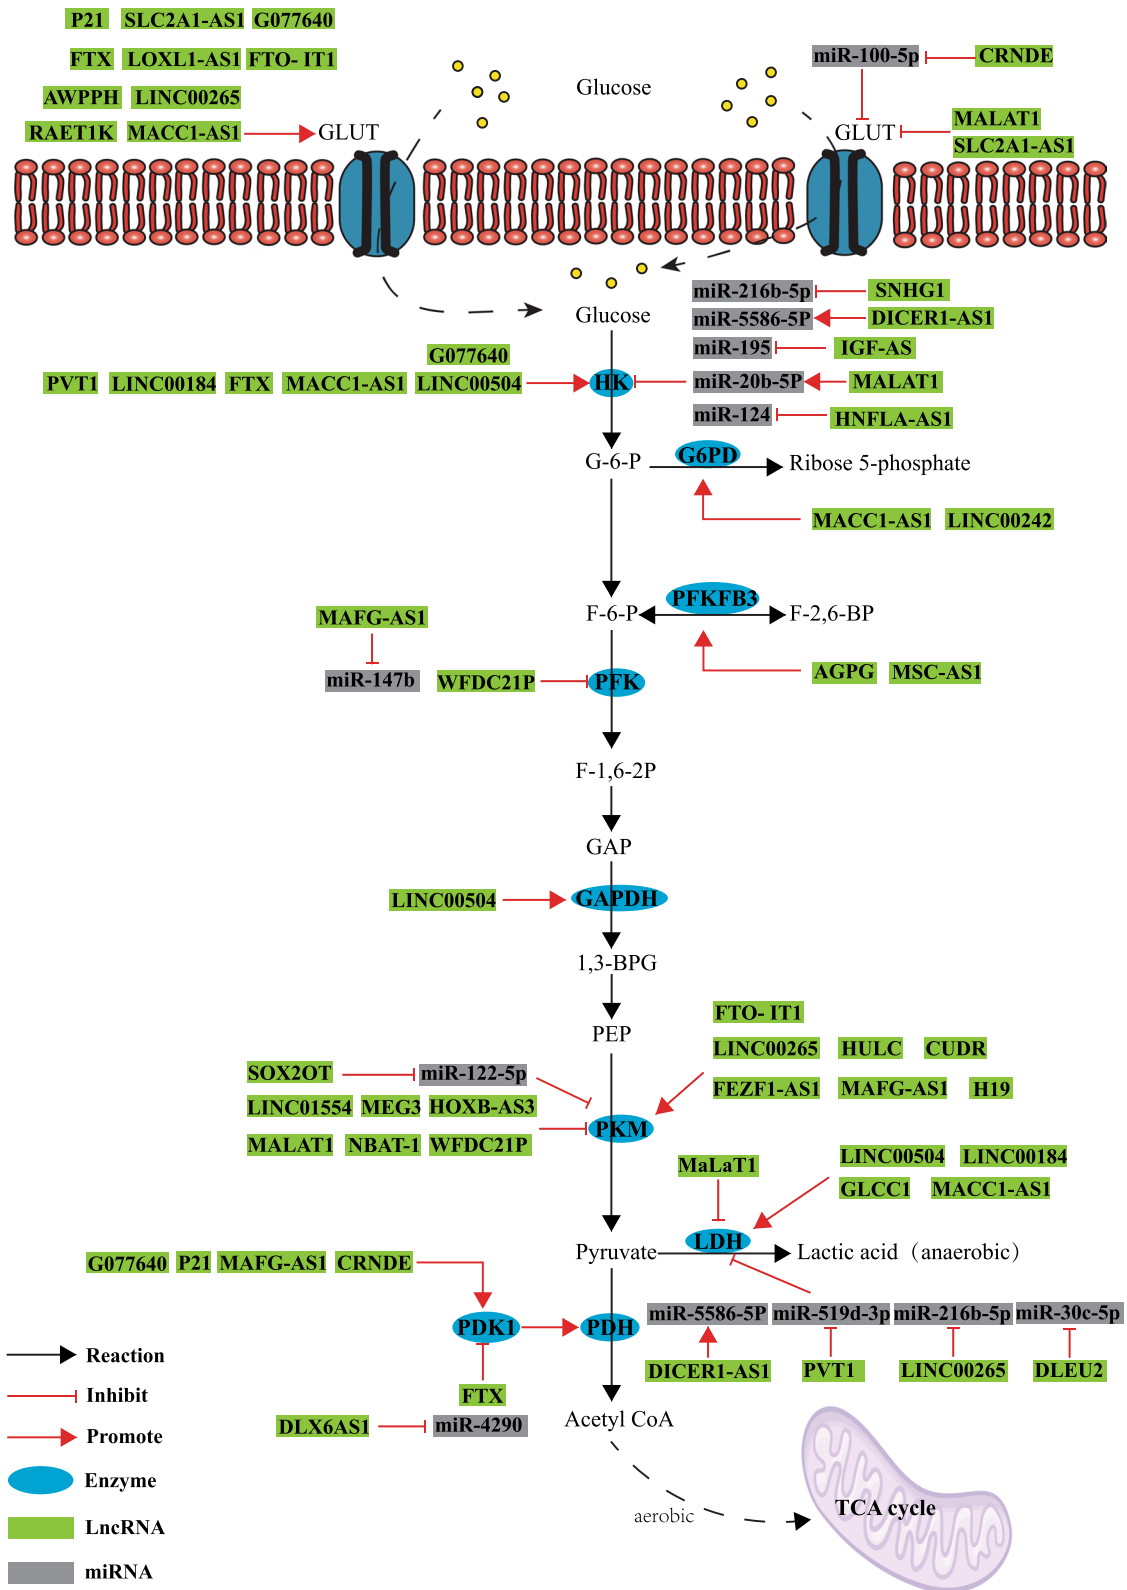 P21 SLC2A1-AS1 G077640
FTX LOXL1-AS1 FTO- IT1
AWPPH LINC00265
RAET1K MACC1-AS1 GLUT
Glucose
miR-100-5p CRNDE
GLUT MALAT1
SLC2A1-AS1
Glucose
miR-216b-5p SNHG1
miR-5586-5P DICER1-AS1
miR-195 IGF-AS
G077640
PVT1 LINC00184 FTX MACC1-AS1 LINC00504 HK miR-20b-5P MALAT1
miR-124 HNFLA-AS1
G-6-P G6PD Ribose 5-phosphate
MACC1-AS1 LINC00242
F-6-P PFKFB3 F-2,6-BP
MAFG-AS1
miR-147b WFDC21P PFK
AGPG MSC-AS1
F-1,6-2P
GAP
LINC00504 GAPDH
1,3-BPG
PEP
FTO- IT1
LINC00265 HULC CUDR
FEZF1-AS1 MAFG-AS1 H19
SOX2OT miR-122-5p
LINC01554 MEG3 HOXB-AS3
MALAT1 NBAT-1 WFDC21P PKM
MaLaT1
LINC00504 LINC00184
GLCC1 MACC1-AS1
Pyruvate LDH Lactic acid（anaerobic）
G077640 P21 MAFG-AS1 CRNDE
PDK1 PDH
miR-5586-5P miR-519d-3p miR-216b-5p miR-30c-5p
DICER1-AS1 PVT1 LINC00265 DLEU2
FTX
DLX6AS1 miR-4290
Acetyl CoA
aerobic
TCA cycle
Reaction
Inhibit
Promote
Enzyme
LncRNA
miRNA